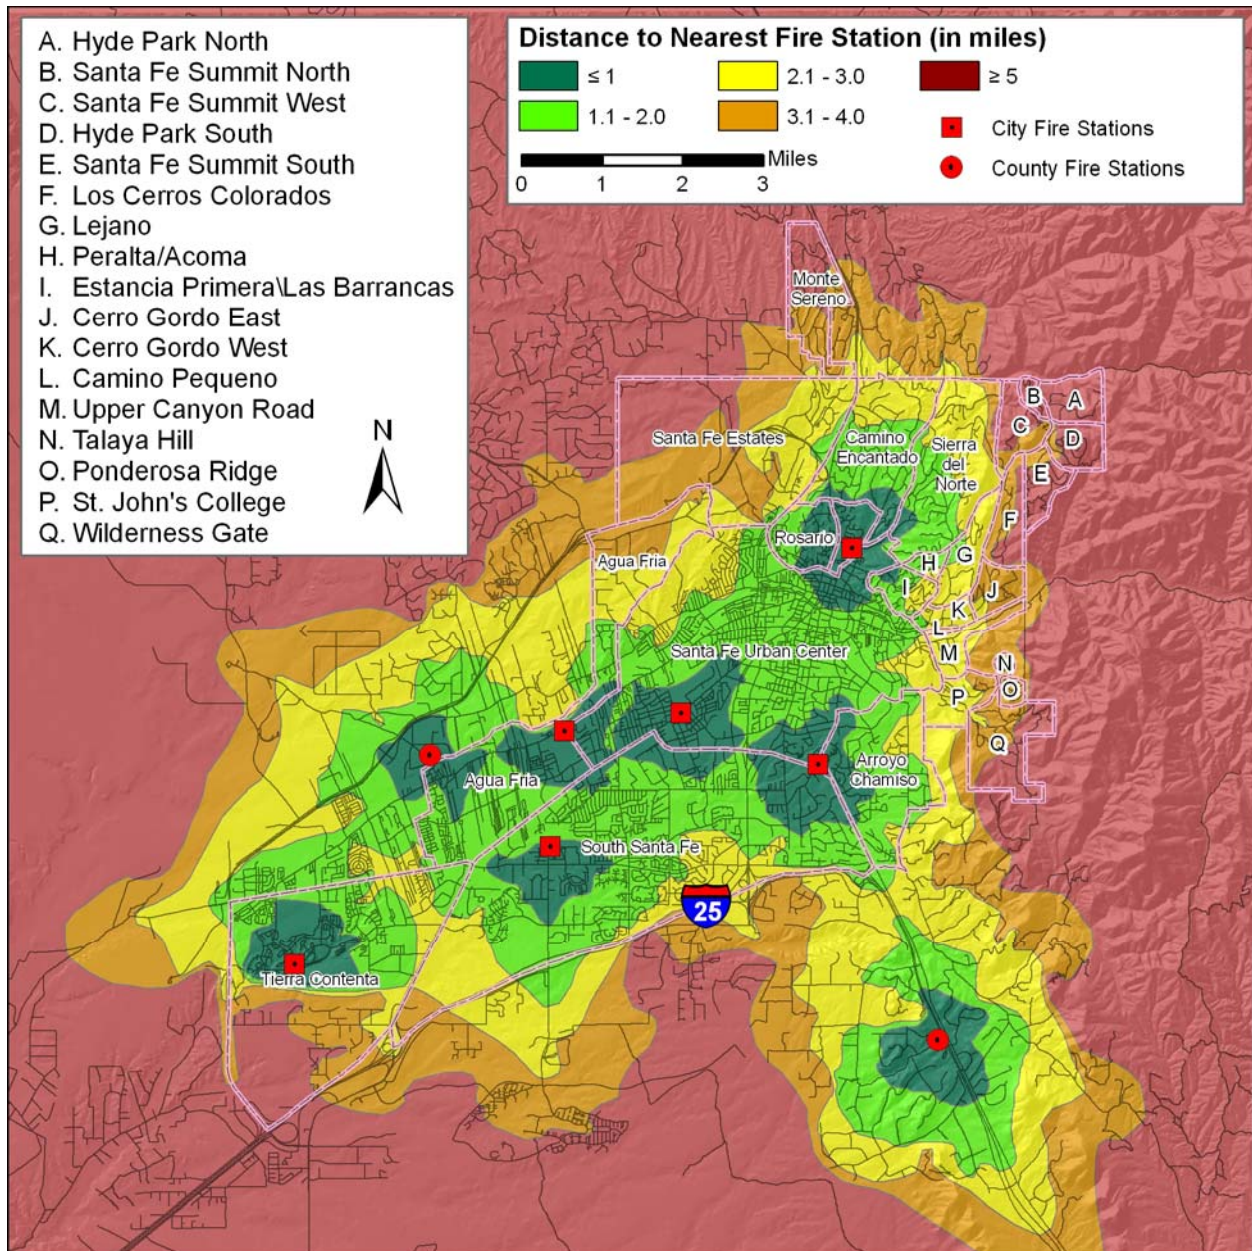 A. Hyde Park North
B. Santa Fe Summit North
C. Santa Fe Summit West
D. Hyde Park South
E. Santa Fe Summit South
F. Los Cerros Colorados
G. Lejano
H. Peralta/Acoma
I. Estancia Primera\Las Barrancas
J. Cerro Gordo East
K. Cerro Gordo West
L. Camino Pequeno
M. Upper Canyon Road
N. Talaya Hill
O. Ponderosa Ridge
P. St. John's College
Q. Wilderness Gate
N
Distance to Nearest Fire Station (in miles)
≤ 1
2.1 - 3.0
≥ 5
1.1 - 2.0
3.1 - 4.0
City Fire Stations
Miles
0 1 2 3
County Fire Stations
Monte
Sereno
B
A
C
D
Santa Fe Estates
Camino
Encantado
Sierra
del
Norte
E
F
Rosario
G
Agua Fria
H
I
J
K
L
Santa Fe Urban Center
M
N
O
P
Q
Arroyo
Chamiso
Agua Fria
South Santa Fe
25
Tierra Contenta